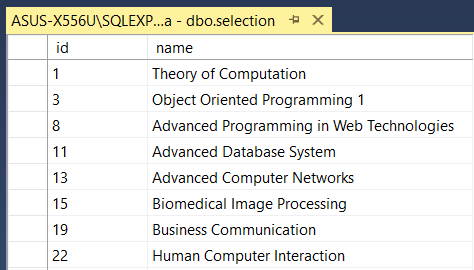 ASUS-X556U\SQLEXP...a - dbo.selection
id name
1 Theory of Computation
3 Object Oriented Programming 1
8 Advanced Programming in Web Technologies
11 Advanced Database System
13 Advanced Computer Networks
15 Biomedical Image Processing
19 Business Communication
22 Human Computer Interaction